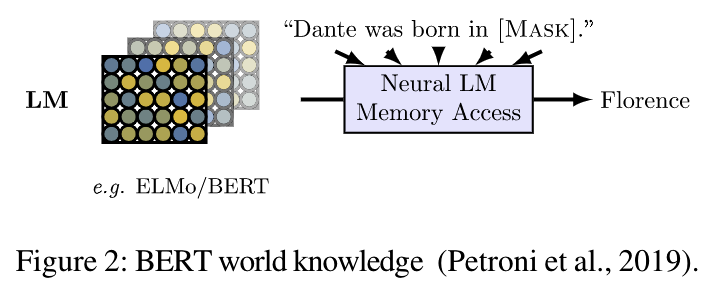 “Dante was born in [MASK].”
LM
Neural LM
Memory Access
Florence
e.g. ELMo/BERT
Figure 2: BERT world knowledge (Petroni et al., 2019).